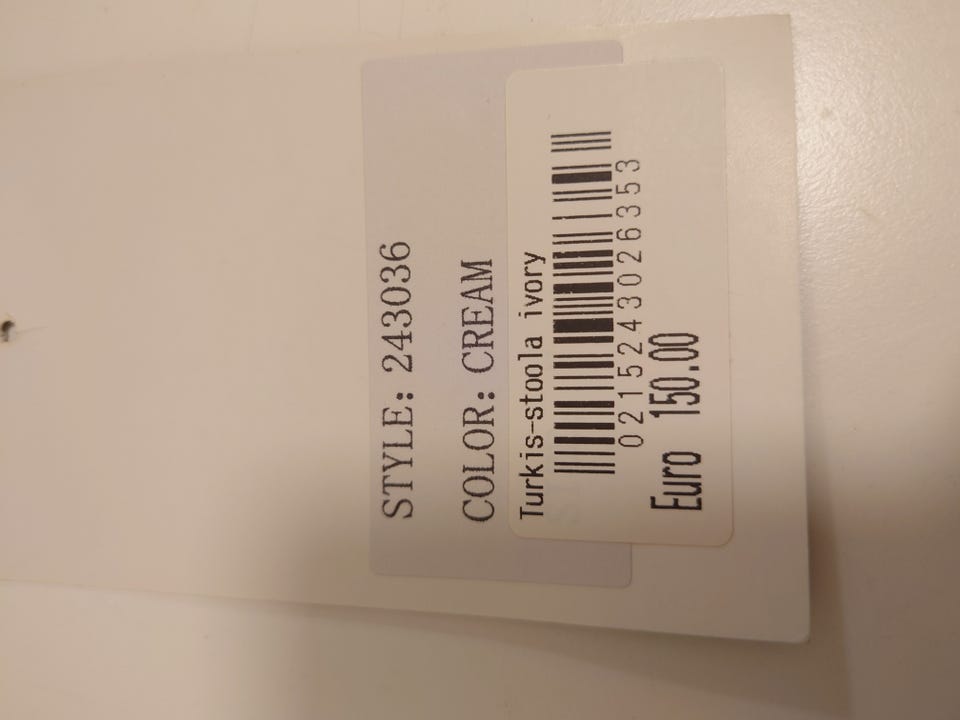 STYLE: 243036
COLOR: CREAM
Turkis-stoola ivory
0215243026353
Euro 150.00